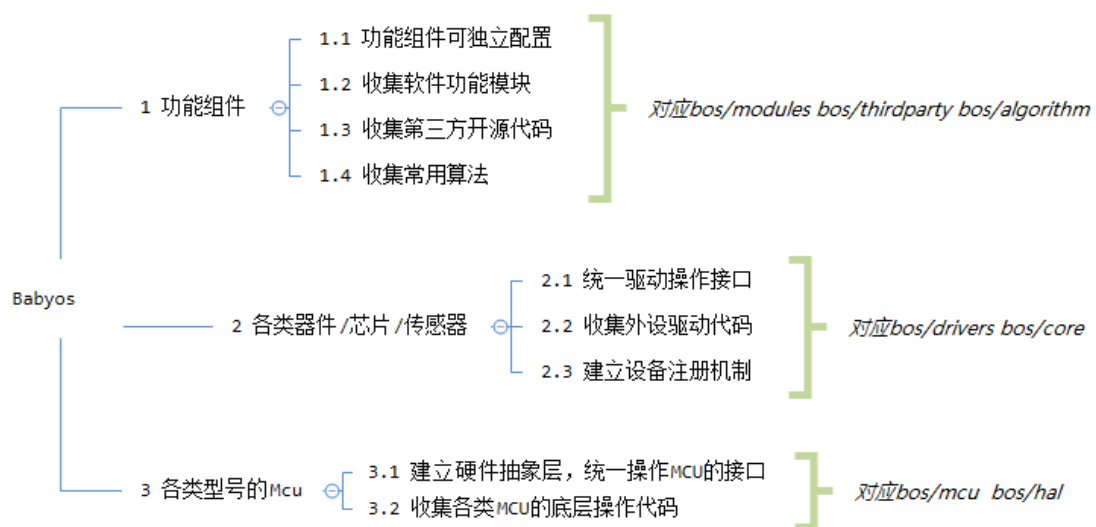 1.1 功能组件可独立配置
1.2 收集软件功能模块
1 功能组件
对应bos/modules bos/thirdparty bos/algorithm
1.3 收集第三方开源代码
1.4 收集常用算法
Babyos
2.1 统一驱动操作接口
2 各类器件/芯片/传感器
2.2 收集外设驱动代码
对应bos/drivers bos/core
2.3 建立设备注册机制
3.1 建立硬件抽象层，统一操作MCU的接口
3 各类型号的Mcu
对应bos/mcu bos/hal
3.2 收集各类MCU的底层操作代码